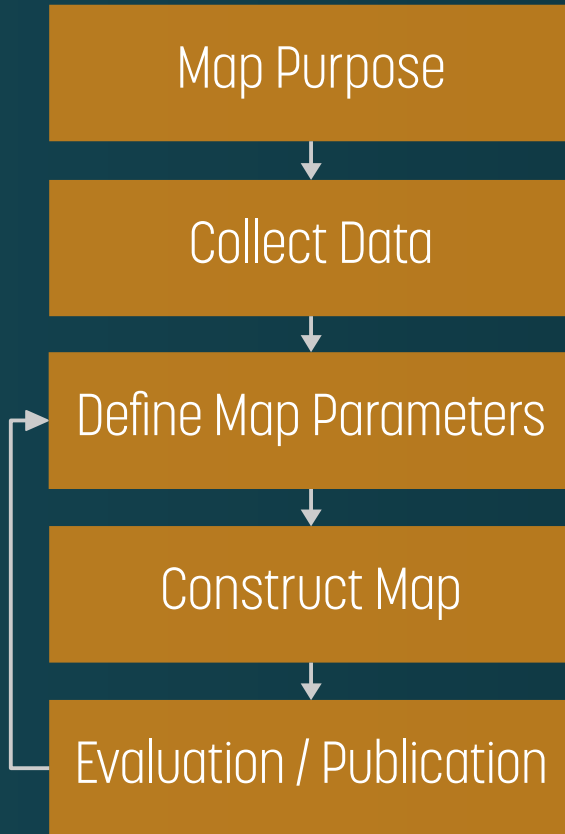 Map Purpose
Collect Data
Define Map Parameters
Construct Map
Evaluation / Publication